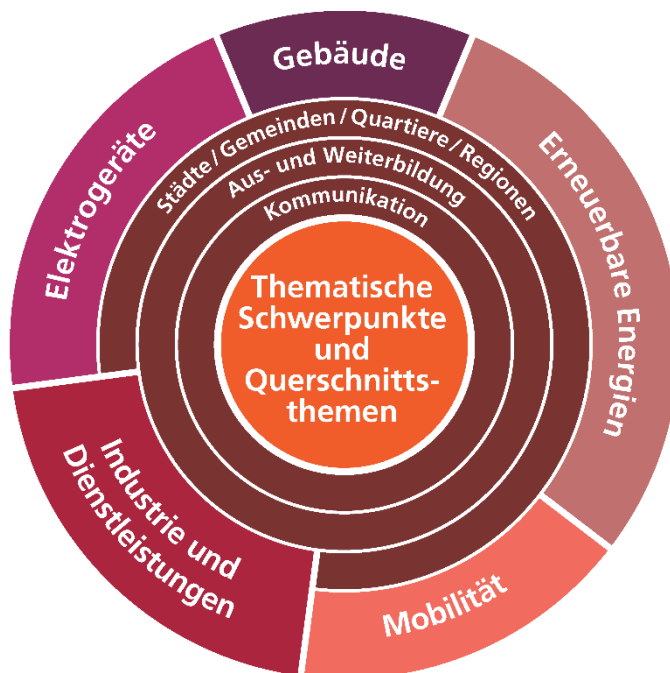 Gebäude
Elektrogeräte
Erneuerbare Energien
Städte / Gemeinden / Quartiere / Regionen
Aus- und Weiterbildung
Kommunikation
Thematische
Schwerpunkte
und
Querschnitts-
themen
Industrie und
Dienstleistungen
Mobilität